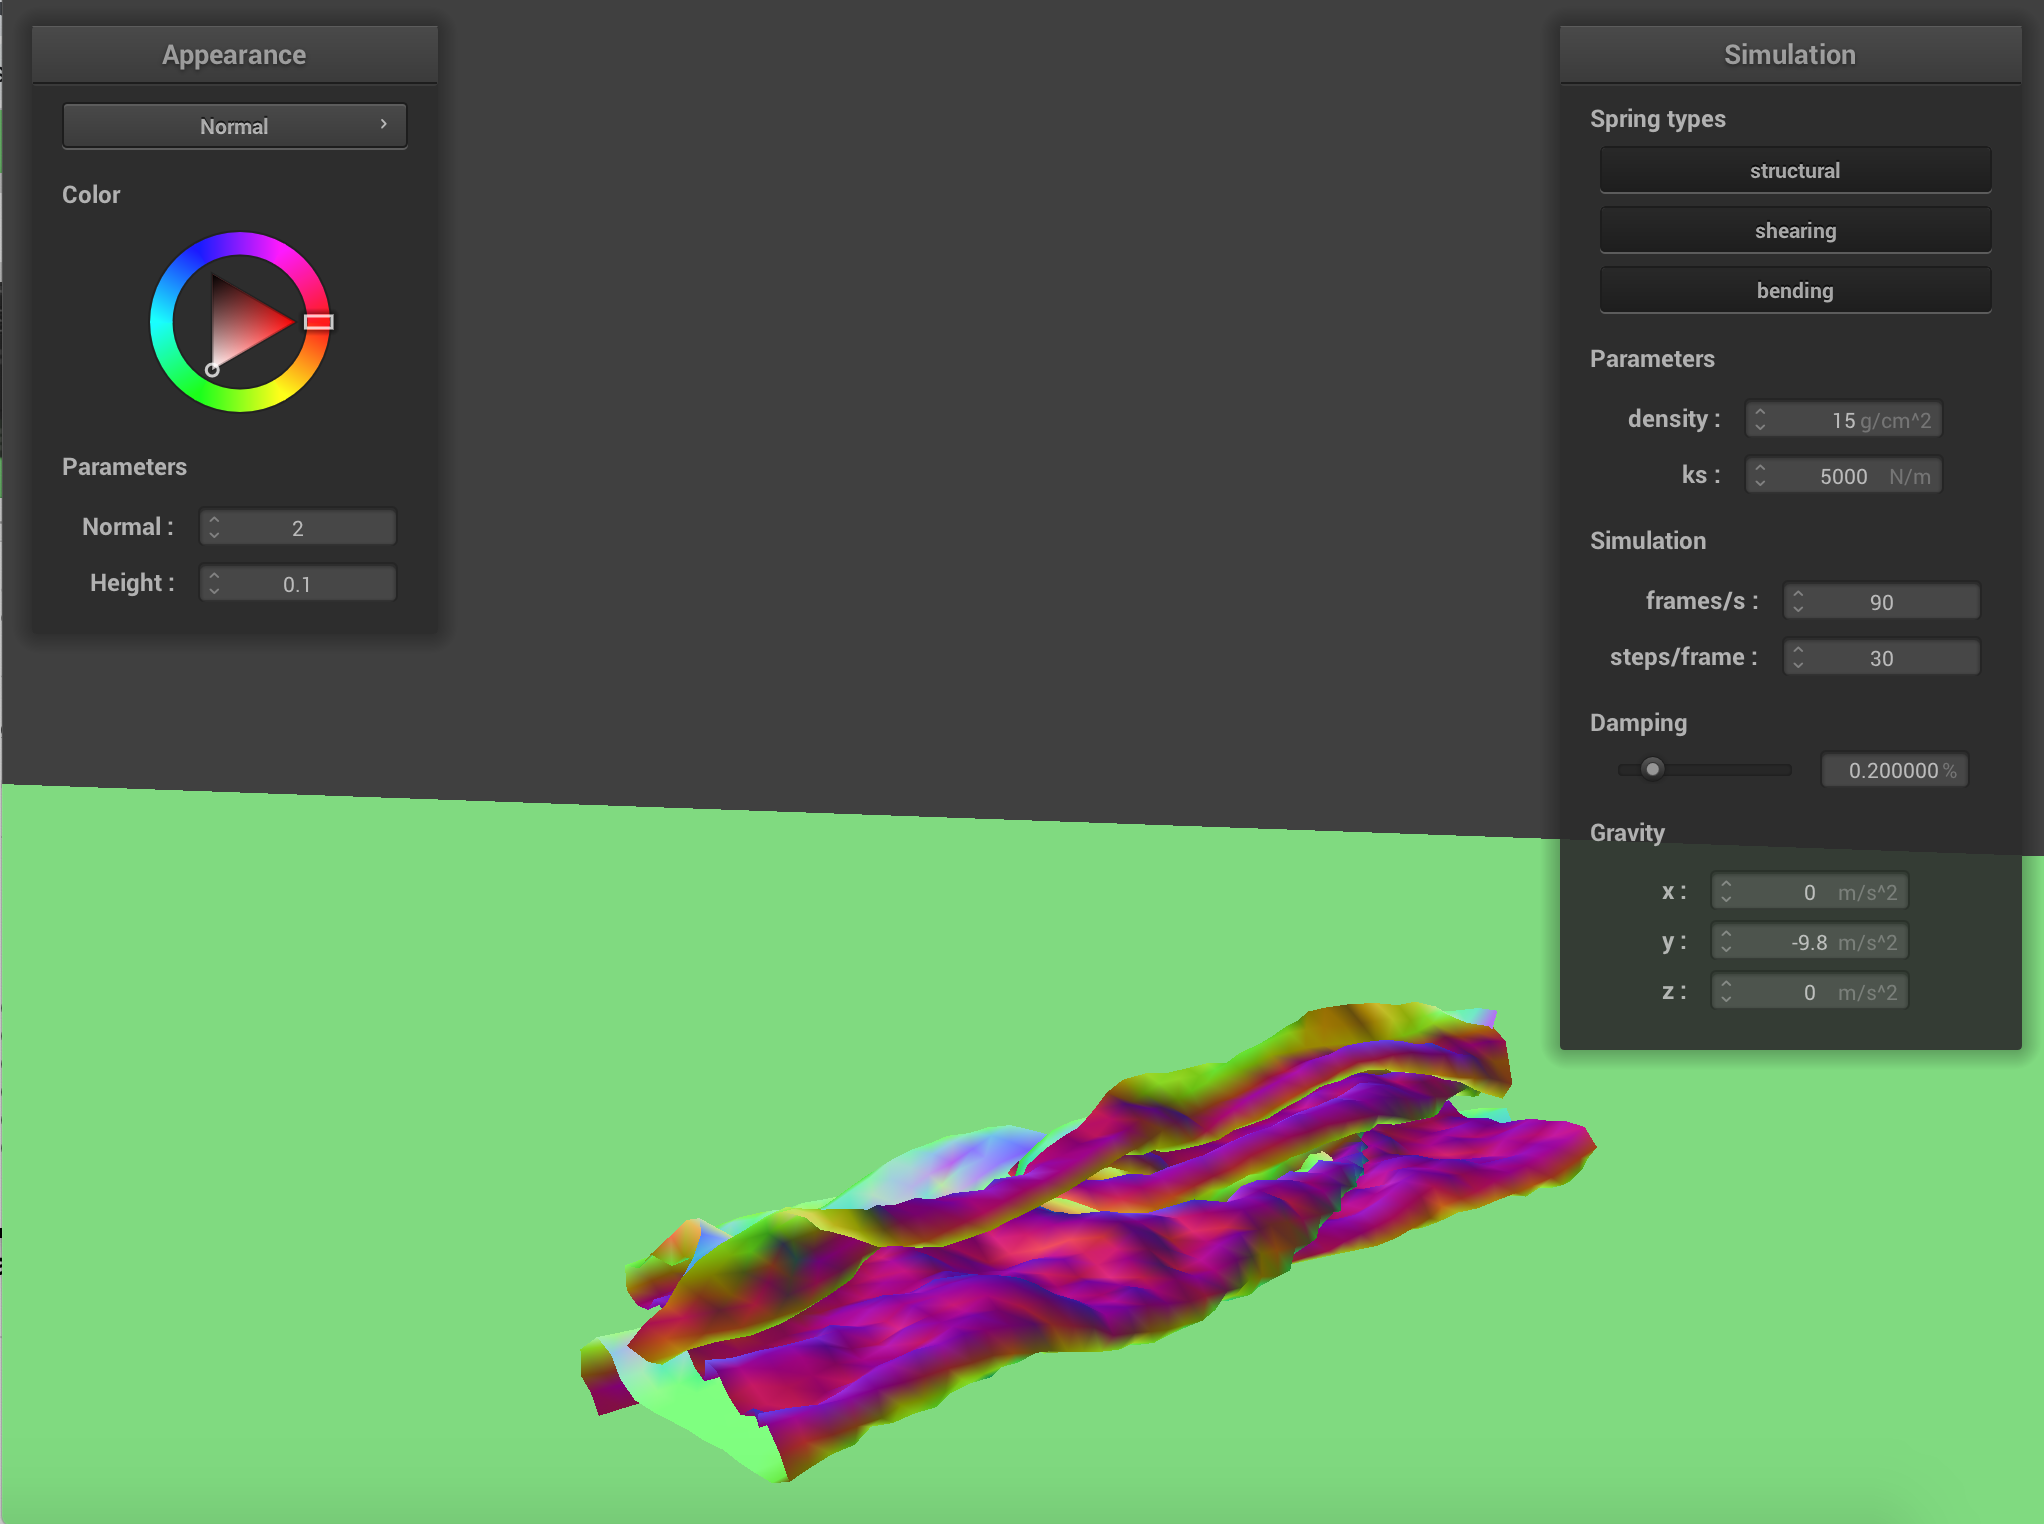 Appearance
Normal
Color
Parameters
Normal : 2
Height : 0.1
Simulation
Spring types
structural
shearing
bending
Parameters
density : 15 g/cm^2
ks : 5000 N/m
Simulation
frames/s : 90
steps/frame : 30
Damping
0.200000 %
Gravity
x : 0 m/s^2
y : -9.8 m/s^2
z : 0 m/s^2